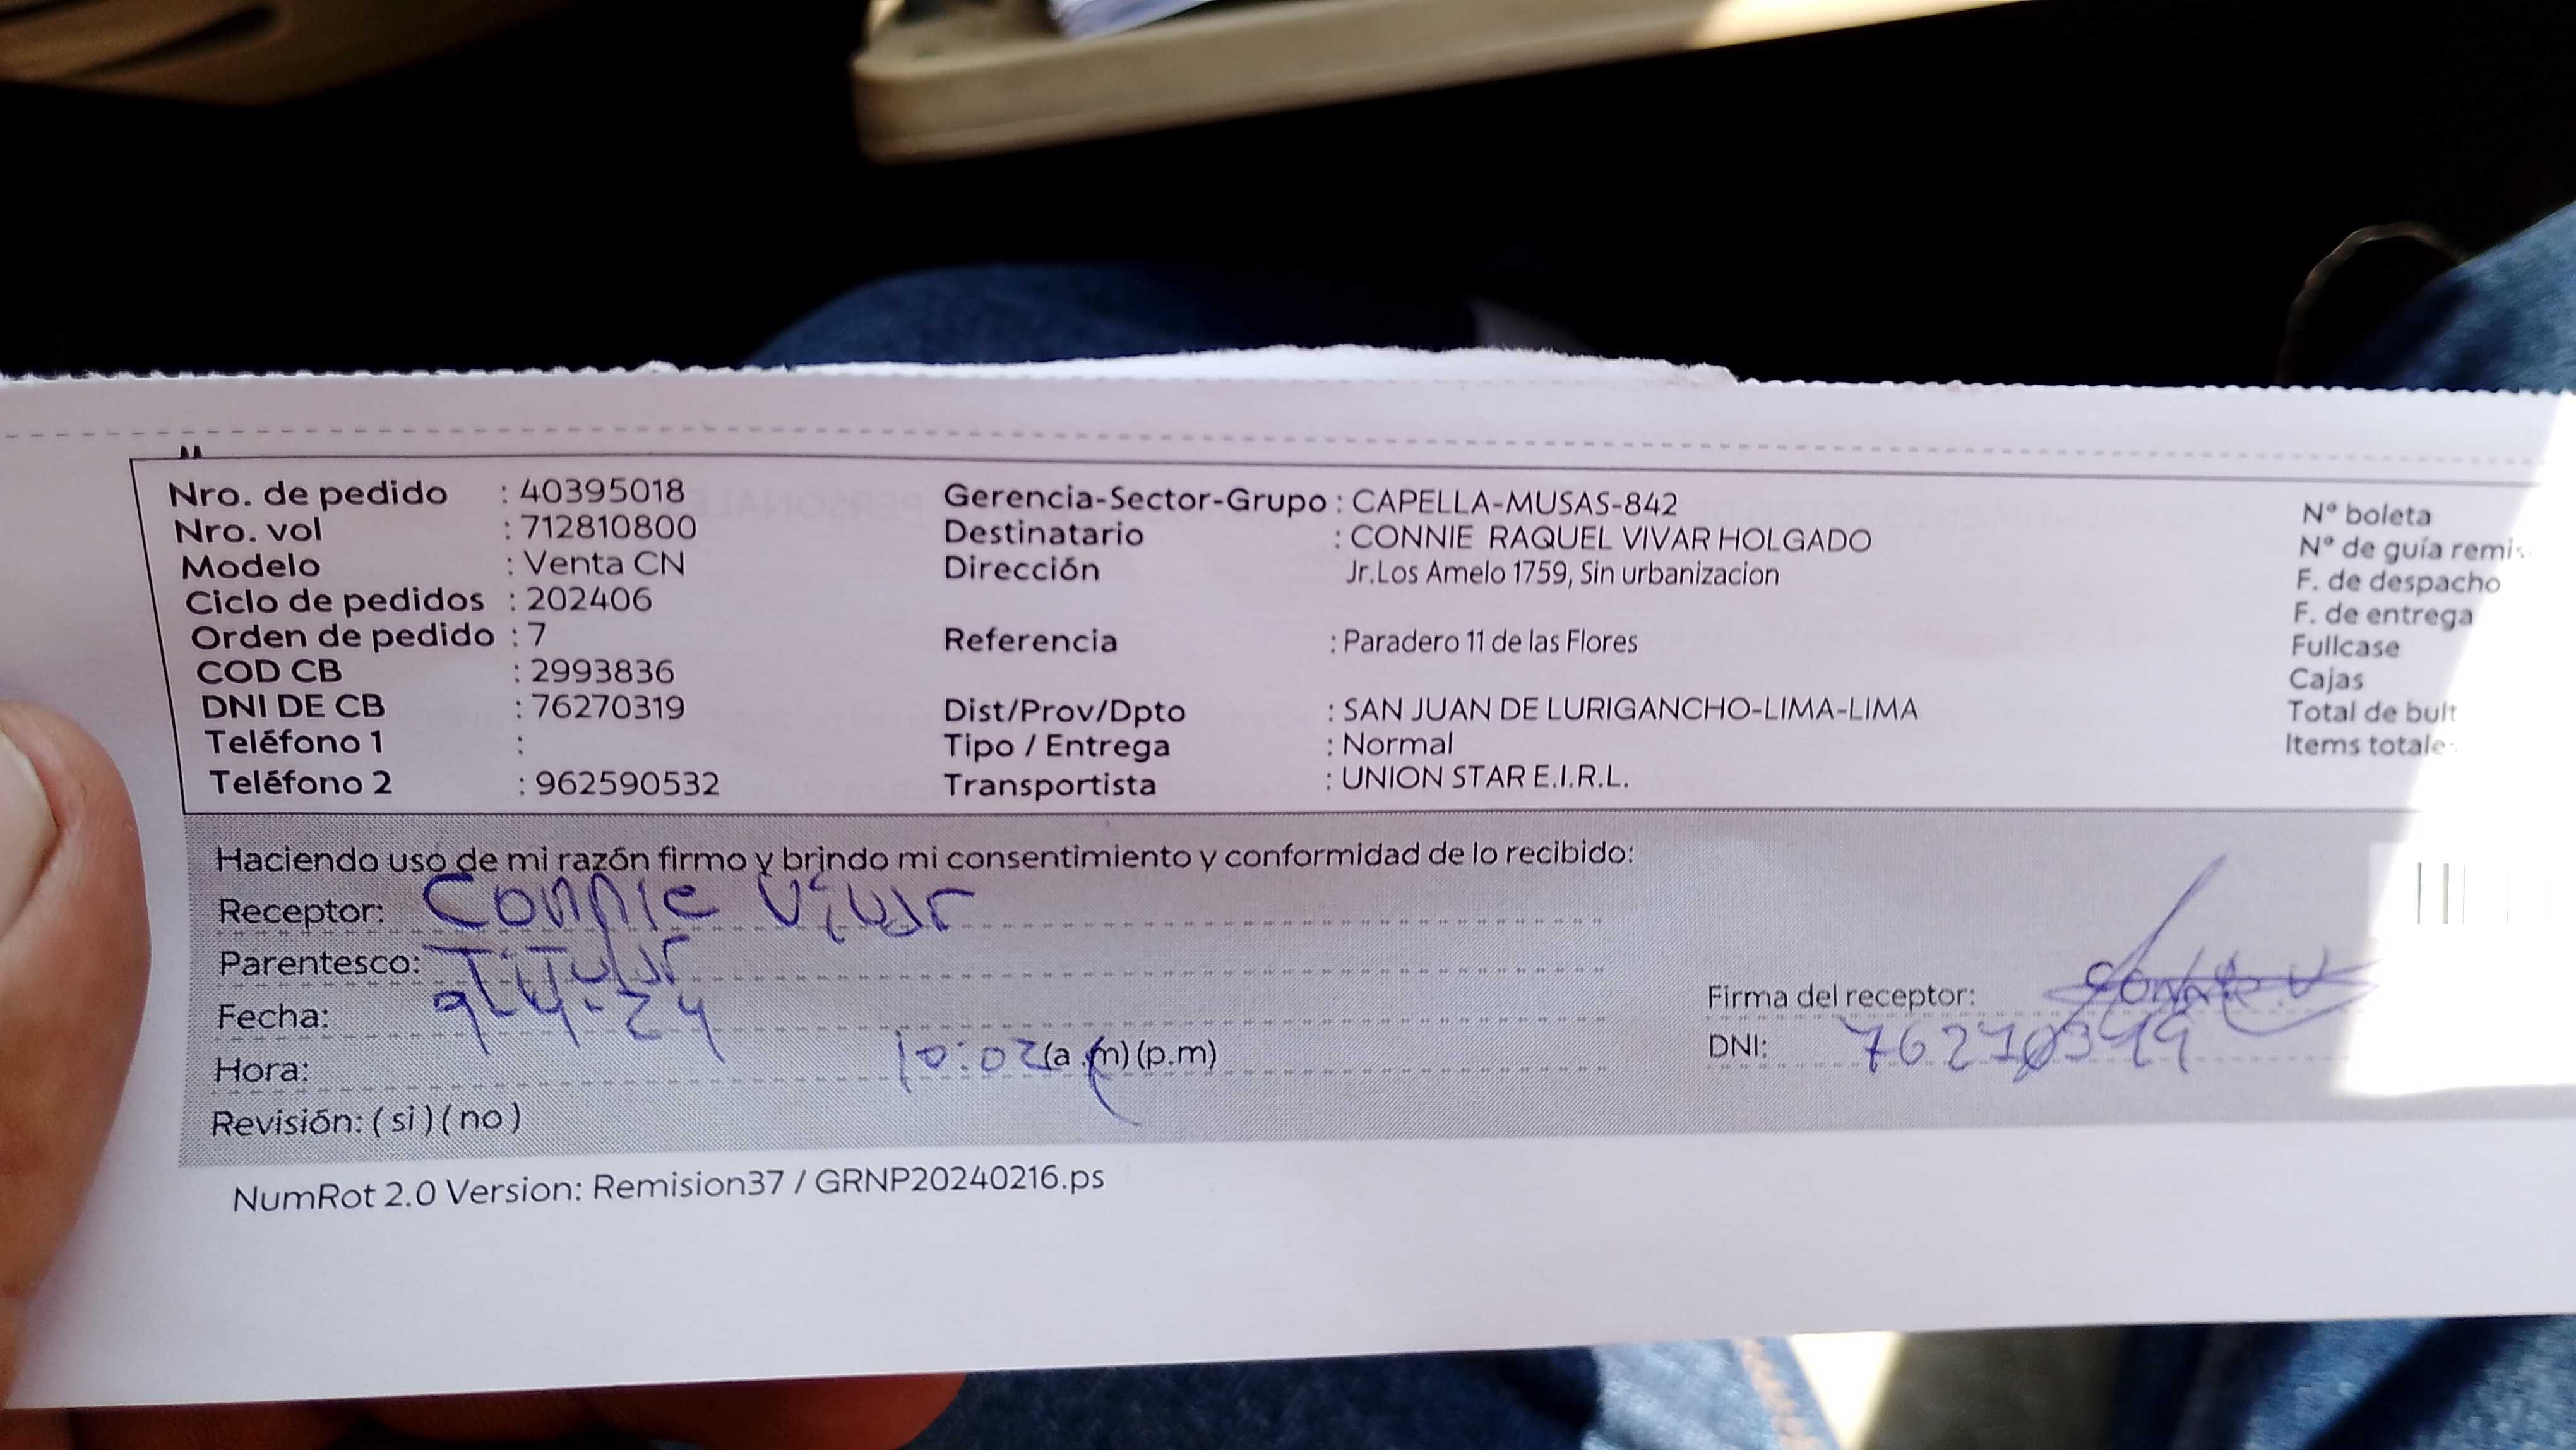 Nro. de pedido : 40395018
Nro. vol : 712810800
Modelo : Venta CN
Ciclo de pedidos : 202406
Orden de pedido : 7
COD CB : 2993836
DNI DE CB : 76270319
Teléfono 1 :
Teléfono 2 : 962590532
Gerencia-Sector-Grupo : CAPELLA-MUSAS-842
Destinatario : CONNIE RAQUEL VIVAR HOLGADO
Dirección Jr.Los Amelo 1759, Sin urbanizacion
Referencia : Paradero 11 de las Flores
Dist/Prov/Dpto : SAN JUAN DE LURIGANCHO-LIMA-LIMA
Tipo / Entrega : Normal
Transportista : UNION STAR E.I.R.L.
N° boleta
N° de guía remis
F. de despacho
F. de entrega
Fullcase
Cajas
Total de bult
Items totale
Haciendo uso de mi razón firmo y brindo mi consentimiento y conformidad de lo recibido:
Receptor: Connie Vivar
Parentesco: Titular
Fecha: 9-4-24
Hora: 10:02 (a.m) (p.m)
Revisión: ( si ) ( no )
Firma del receptor:
DNI:
NumRot 2.0 Version: Remision37 / GRNP20240216.ps